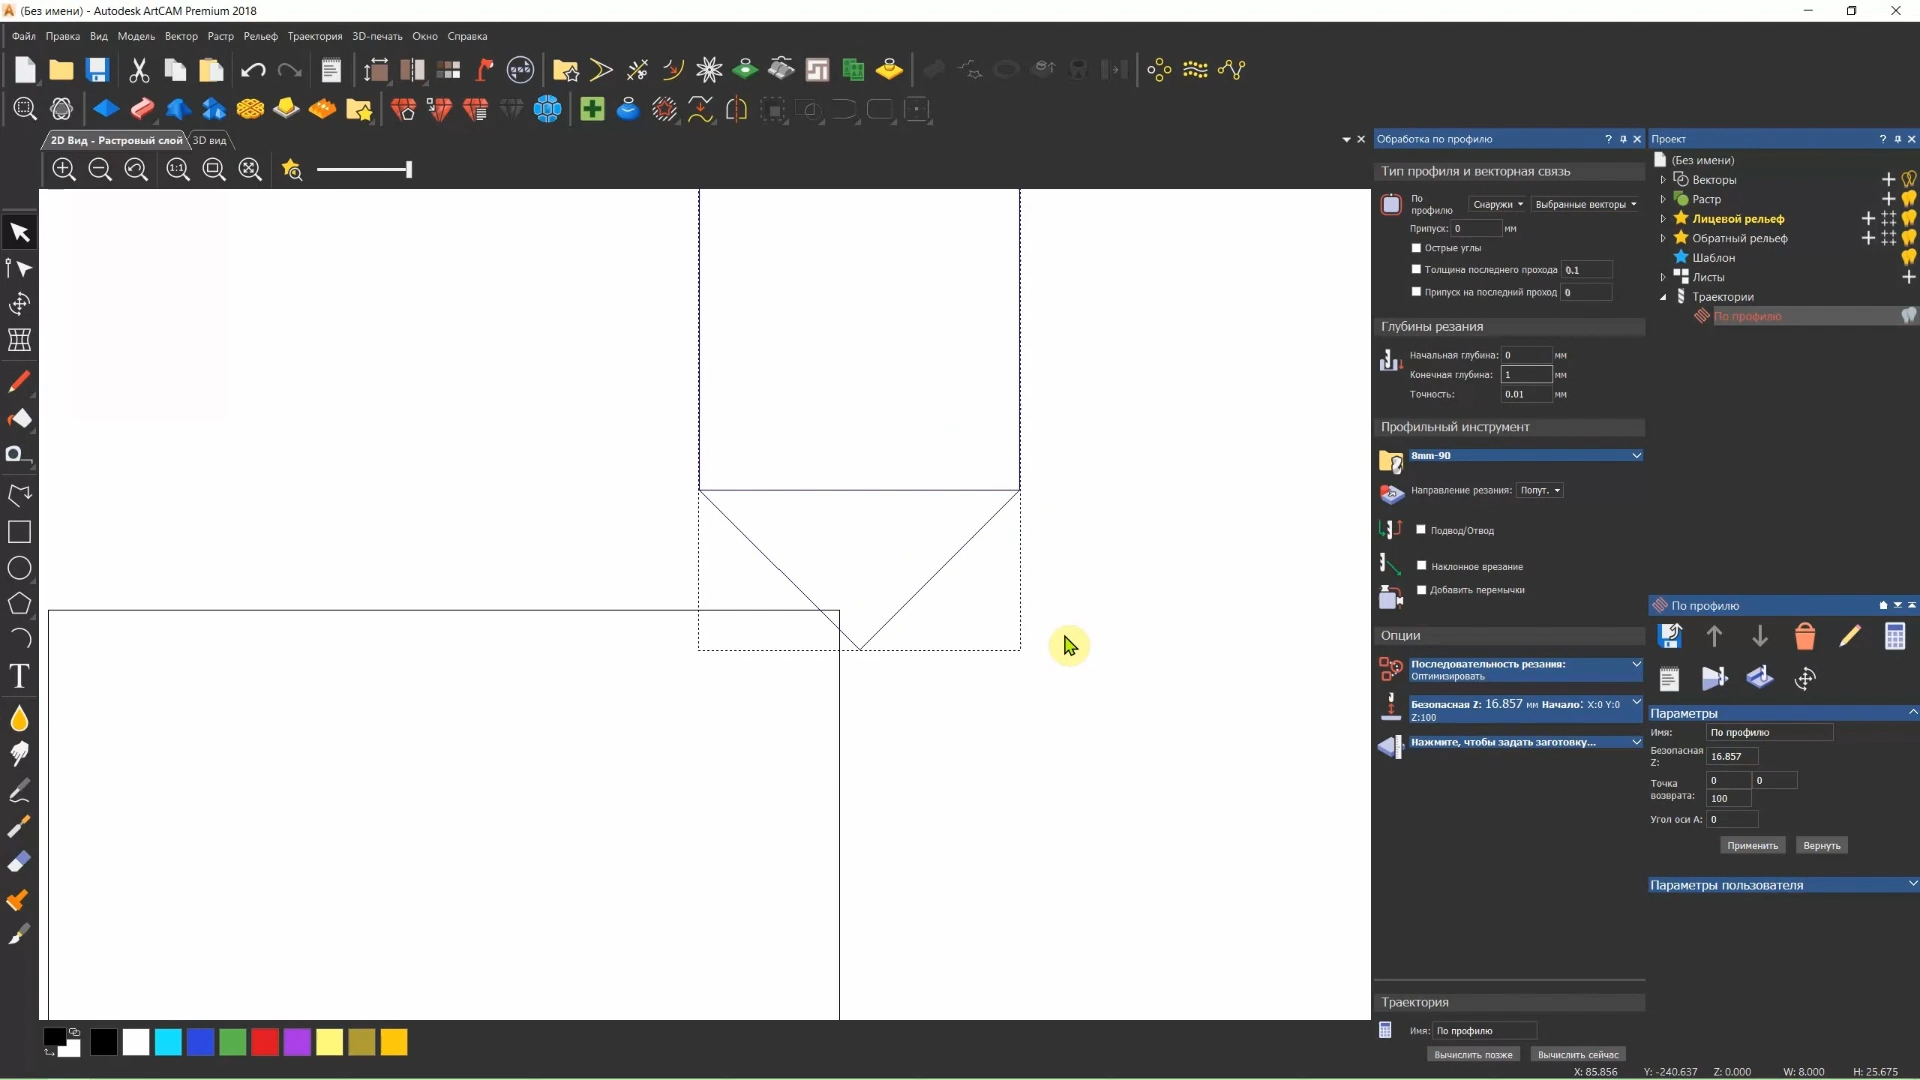 (Без имени) - Autodesk ArtCAM Premium 2018
Файл Правка Вид Модель Вектор Растр Рельеф Траектория 3D-печать Окно Справка
2D Вид - Растровый слой 3D вид
1:1
Обработка по профилю
Тип профиля и векторная связь
По профилю Снаружи Выбранные векторы
Припуск: 0 мм
Острые углы
Толщина последнего прохода 0.1
Припуск на последний проход 0
Глубины резания
Начальная глубина: 0 мм
Конечная глубина: 1 мм
Точность: 0.01 мм
Профильный инструмент
8mm-90
Направление резания: Попут.
Подвод/Отвод
Наклонное врезание
Добавить перемычки
Опции
Последовательность резания:
Оптимизировать
Безопасная Z: 16.857 мм Начало: X:0 Y:0
Z:100
Нажмите, чтобы задать заготовку...
Траектория
Имя: По профилю
Вычислить позже Вычислить сейчас
Проект
(Без имени)
Векторы
Растр
Лицевой рельеф
Обратный рельеф
Шаблон
Листы
Траектории
По профилю
По профилю
Параметры
Имя: По профилю
Безопасная Z: 16.857
Точка возврата: 0 0
100
Угол оси A: 0
Применить Вернуть
Параметры пользователя
X: 85.856 Y: -240.637 Z: 0.000 W: 8.000 H: 25.675